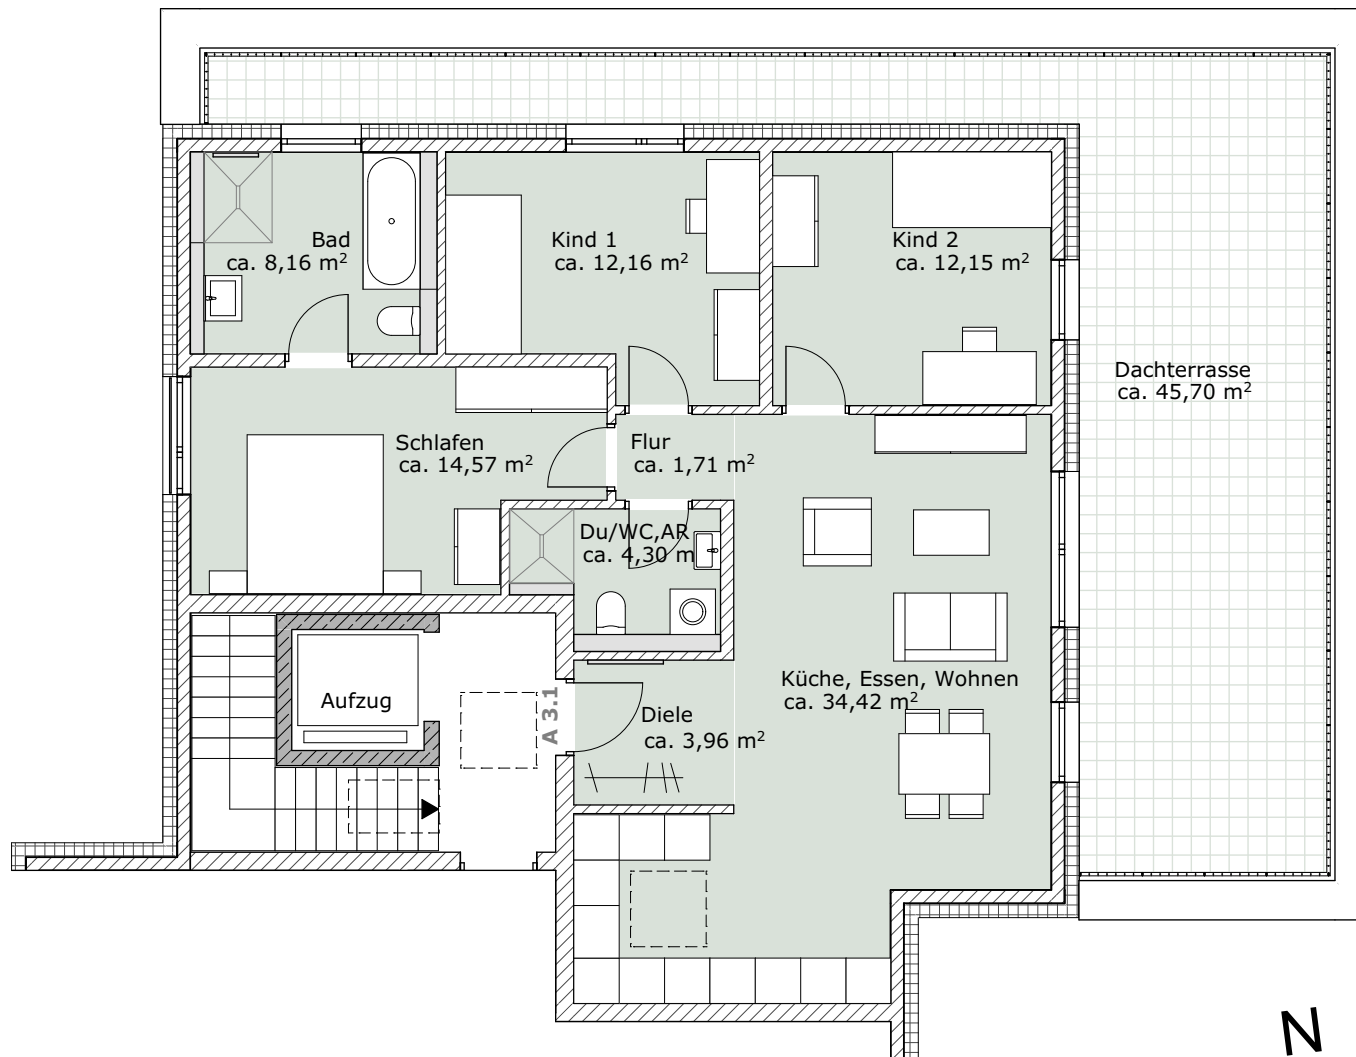 Bad
ca. 8,16 m²
Kind 1
ca. 12,16 m²
Kind 2
ca. 12,15 m²
Dachterrasse
ca. 45,70 m²
Schlafen
ca. 14,57 m²
Flur
ca. 1,71 m²
Du/WC,AR
ca. 4,30 m
Küche, Essen, Wohnen
ca. 34,42 m²
Aufzug
A 3.1
Diele
ca. 3,96 m²
N